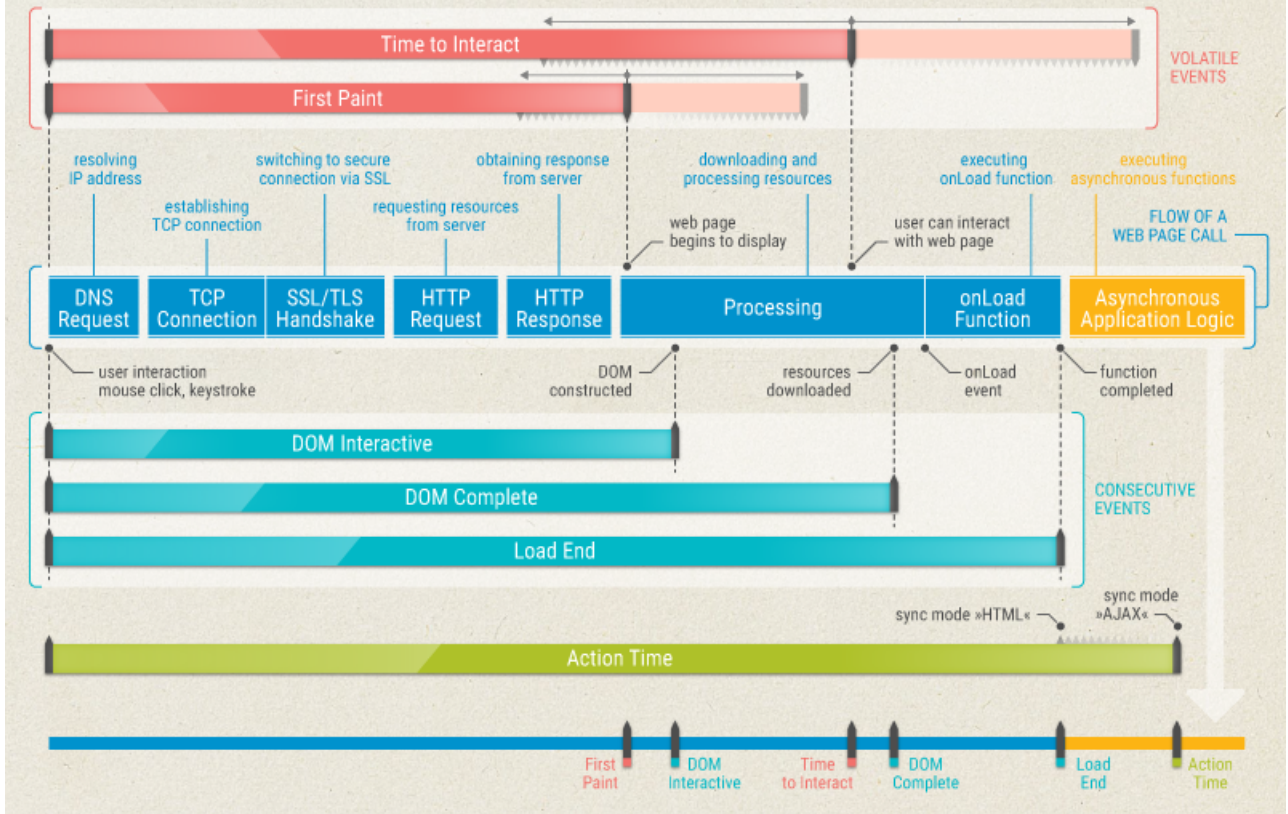 Time to Interact
First Paint
VOLATILE
EVENTS
resolving
IP address
switching to secure
connection via SSL
obtaining response
from server
downloading and
processing resources
executing
onLoad function
executing
asynchronous functions
establishing
TCP connection
requesting resources
from server
web page
begins to display
user can interact
with web page
FLOW OF A
WEB PAGE CALL
DNS
Request
TCP
Connection
SSL/TLS
Handshake
HTTP
Request
HTTP
Response
Processing
onLoad
Function
Asynchronous
Application Logic
user interaction
mouse click, keystroke
DOM
constructed
resources
downloaded
onLoad
event
function
completed
DOM Interactive
DOM Complete
Load End
CONSECUTIVE
EVENTS
sync mode »HTML«
sync mode
»AJAX«
Action Time
First
Paint
DOM
Interactive
Time
to Interact
DOM
Complete
Load
End
Action
Time